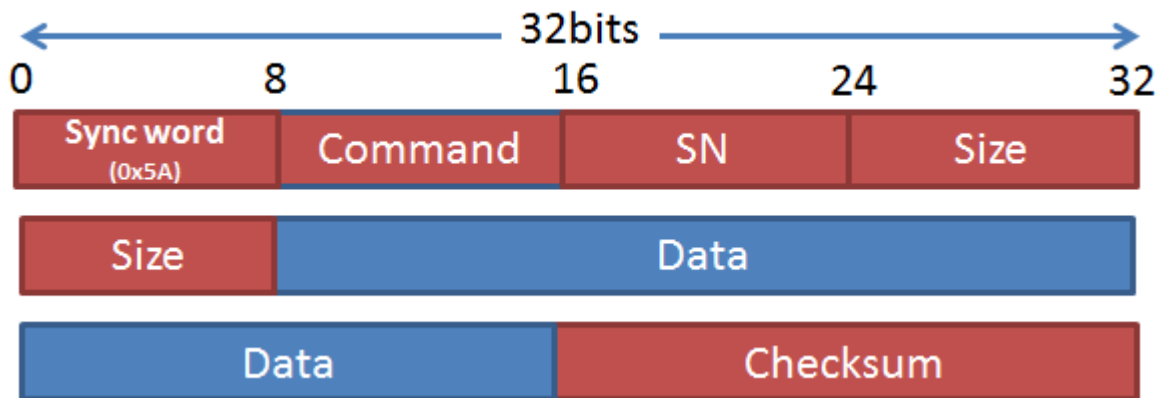 32bits
0 8 16 24 32
Sync word Command SN Size
(0x5A)
Size Data
Data Checksum